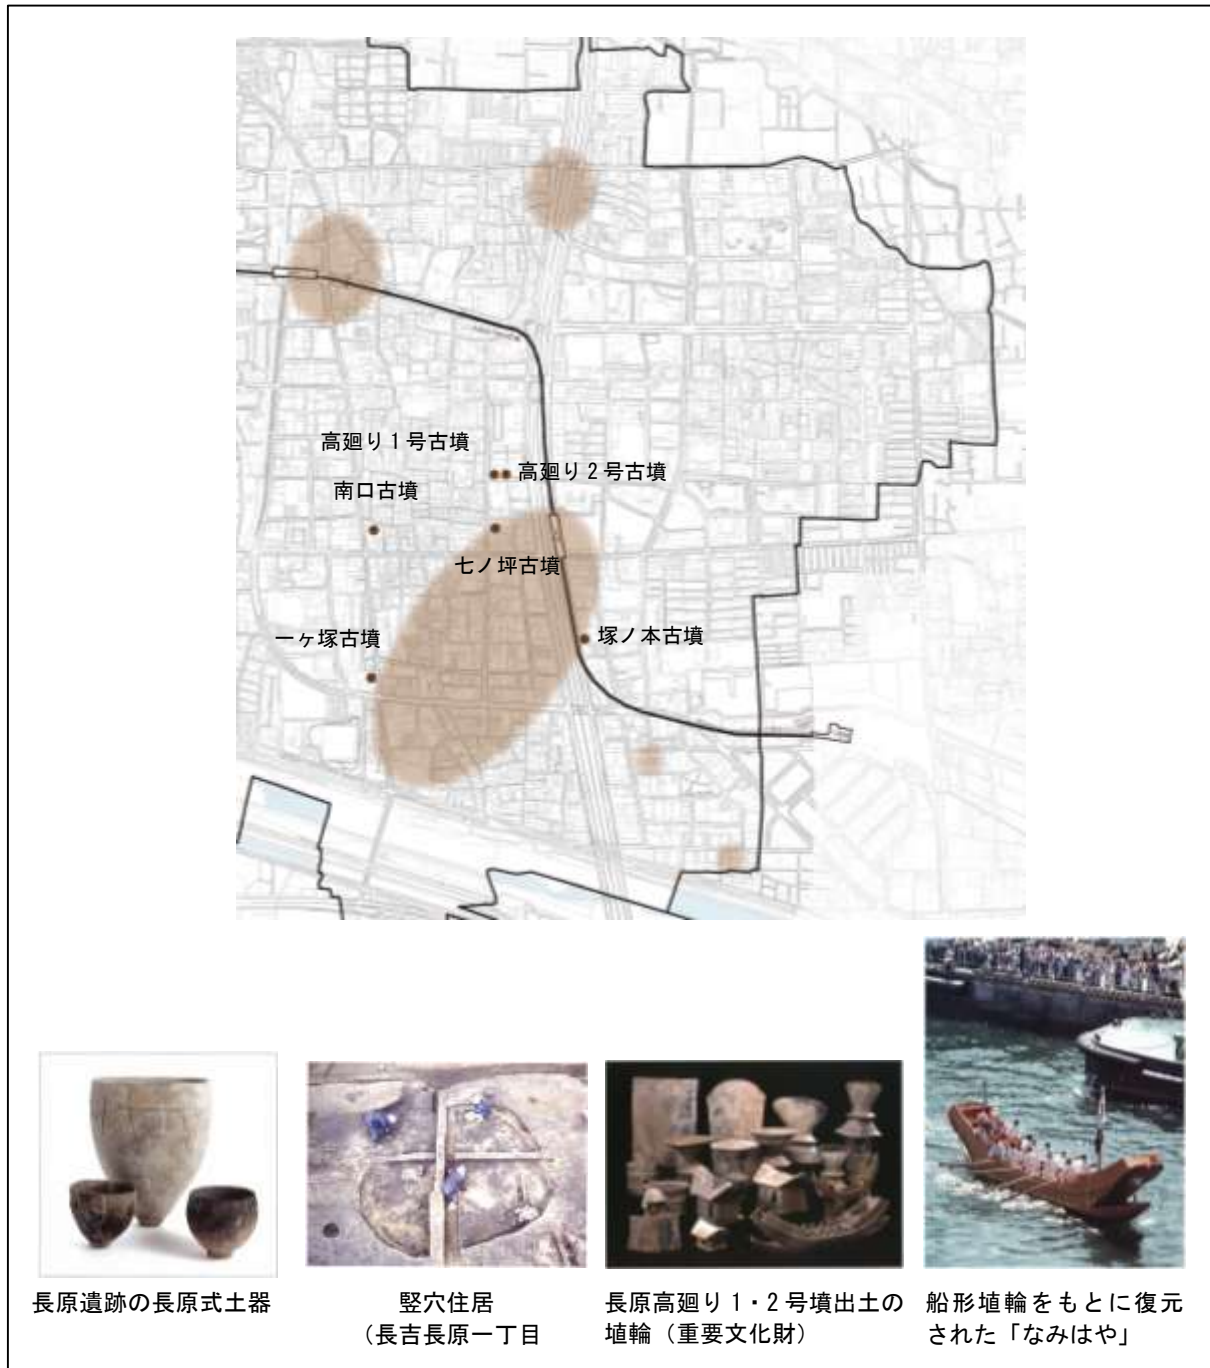 高廻り1号古墳
高廻り2号古墳
南口古墳
七ノ坪古墳
一ヶ塚古墳
塚ノ本古墳
長原遺跡の長原式土器
竪穴住居
(長吉長原一丁目
長原高廻り1・2号墳出土の
埴輪(重要文化財)
船形埴輪をもとに復元
された「なみはや」